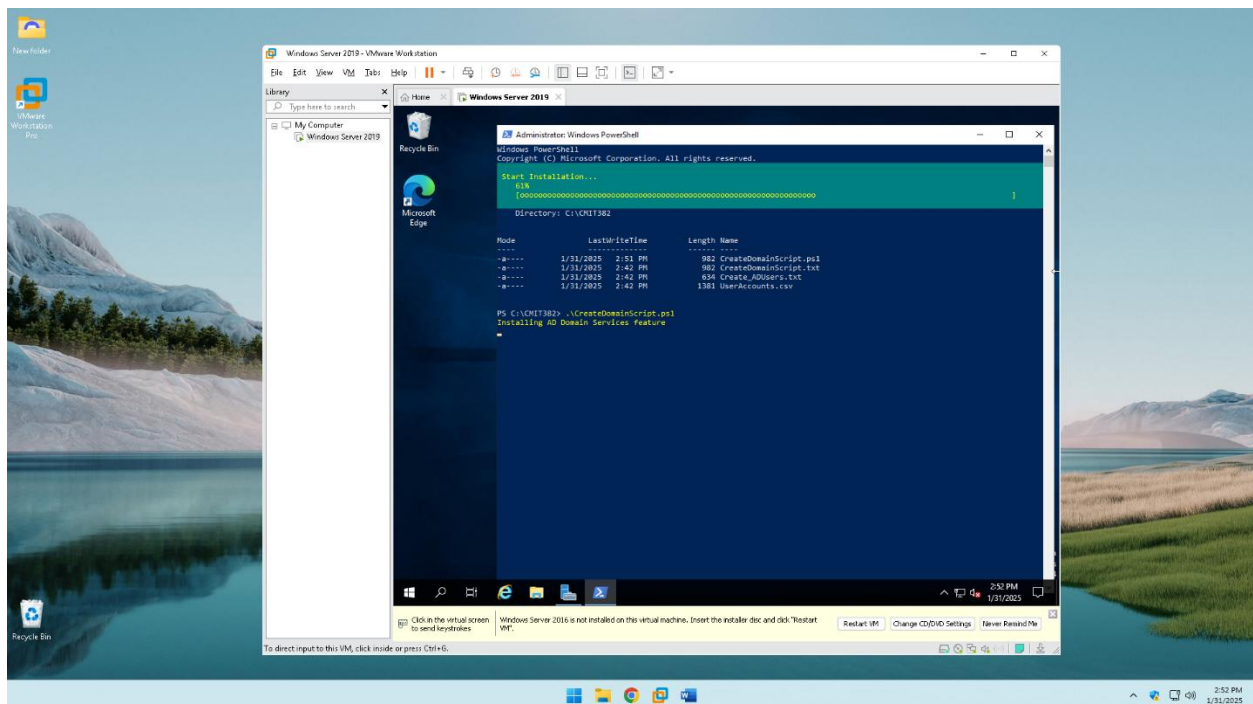 New folder
VMware Workstation Pro
Windows Server 2019 - VMware Workstation
File Edit View VM Tabs Help
Library
Type here to search
My Computer
Windows Server 2019
Home
Windows Server 2019
Recycle Bin
Microsoft Edge
Administrator: Windows PowerShell
Windows PowerShell
Copyright (C) Microsoft Corporation. All rights reserved.
Start Installation...
61%
[oooooooooooooooooooooooooooooooooooooooooooooooooooooooooooooooooo ]
Directory: C:\CMIT382
Mode LastWriteTime Length Name
---- ------------- ------ ----
-a---- 1/31/2025 2:51 PM 982 CreateDomainScript.ps1
-a---- 1/31/2025 2:42 PM 982 CreateDomainScript.txt
-a---- 1/31/2025 2:42 PM 634 Create_ADUsers.txt
-a---- 1/31/2025 2:42 PM 1381 UserAccounts.csv
PS C:\CMIT382> .\CreateDomainScript.ps1
Installing AD Domain Services feature
2:52 PM
1/31/2025
Click in the virtual screen
to send keystrokes
Windows Server 2016 is not installed on this virtual machine. Insert the installer disc and click "Restart
VM".
Restart VM Change CD/DVD Settings Never Remind Me
To direct input to this VM, click inside or press Ctrl+G.
Recycle Bin
2:52 PM
1/31/2025